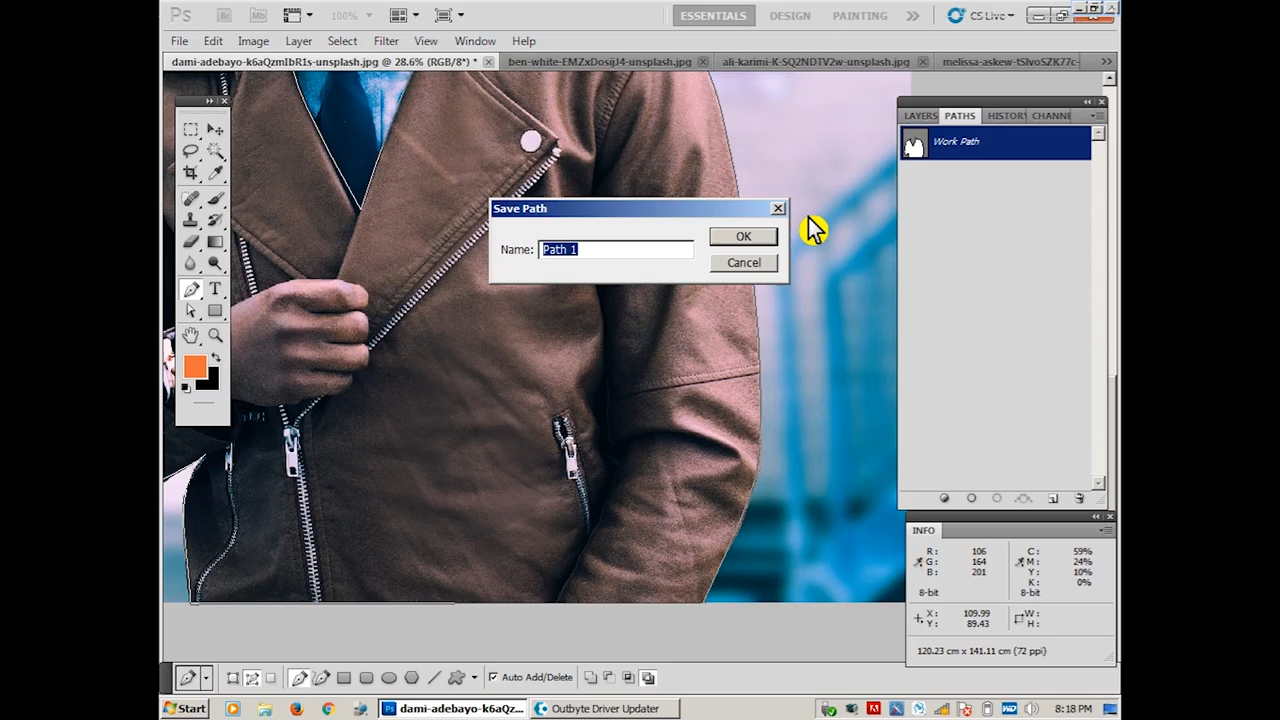 Ps Br Mb 100% ESSENTIALS DESIGN PAINTING CS Live
File Edit Image Layer Select Filter View Window Help
dami-adebayo-k6aQzmIbR1s-unsplash.jpg @ 28.6% (RGB/8*) * ben-white-EMZxDosijJ4-unsplash.jpg ali-karimi-K-SQ2NDTV2w-unsplash.jpg melissa-askew-tSlvoSZK77c-
LAYERS PATHS HISTORY CHANNE
Work Path
Save Path
Name: Path 1 OK
Cancel
T
INFO
R: 106 C: 59%
G: 164 M: 24%
B: 201 Y: 10%
K: 0%
8-bit 8-bit
X: 109.99 W:
Y: 89.43 H:
120.23 cm x 141.11 cm (72 ppi)
Auto Add/Delete
Start Ps dami-adebayo-k6aQz... Outbyte Driver Updater 8:18 PM